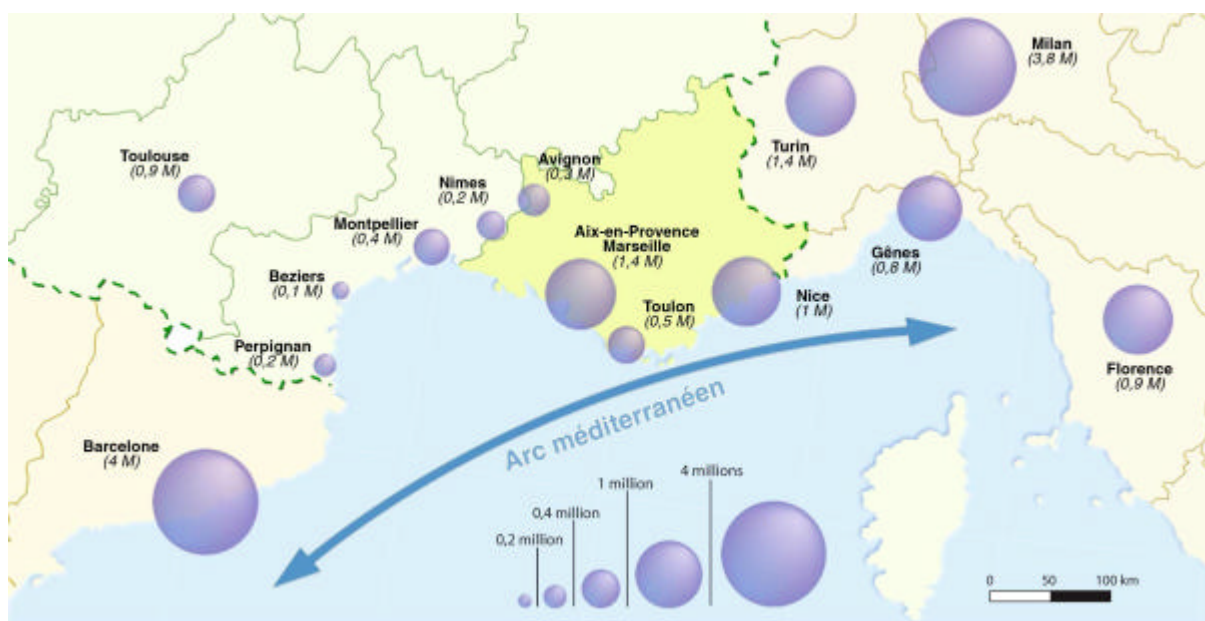 Milan
(3,8 M)
Turin
(1,4 M)
Toulouse
(0,9 M)
Avignon
(0,3 M)
Nimes
(0,2 M)
Montpellier
(0,4 M)
Aix-en-Provence
Marseille
(1,4 M)
Gênes
(0,8 M)
Beziers
(0,1 M)
Toulon
(0,5 M)
Nice
(1 M)
Perpignan
(0,2 M)
Florence
(0,9 M)
Barcelone
(4 M)
Arc méditerranéen
4 millions
1 million
0,4 million
0,2 million
0 50 100 km